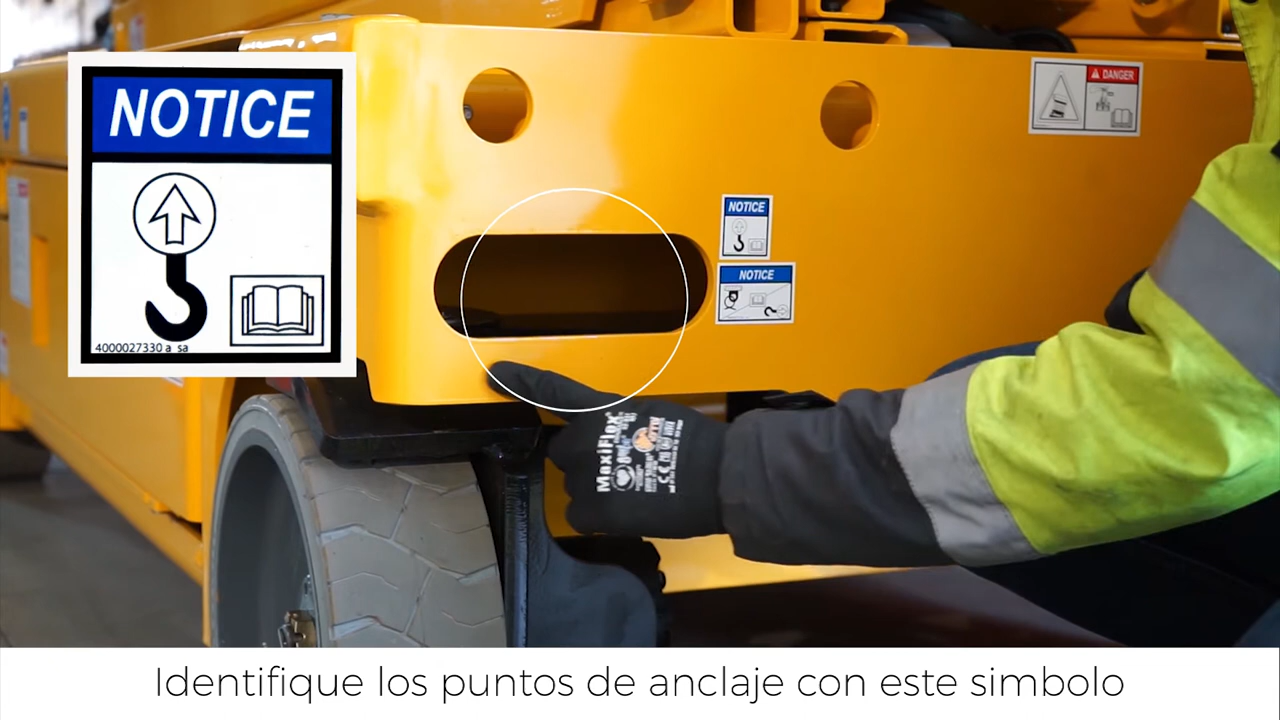 NOTICE
4000027330 a sa
DANGER
NOTICE
NOTICE
MaxiFlex
Identifique los puntos de anclaje con este simbolo